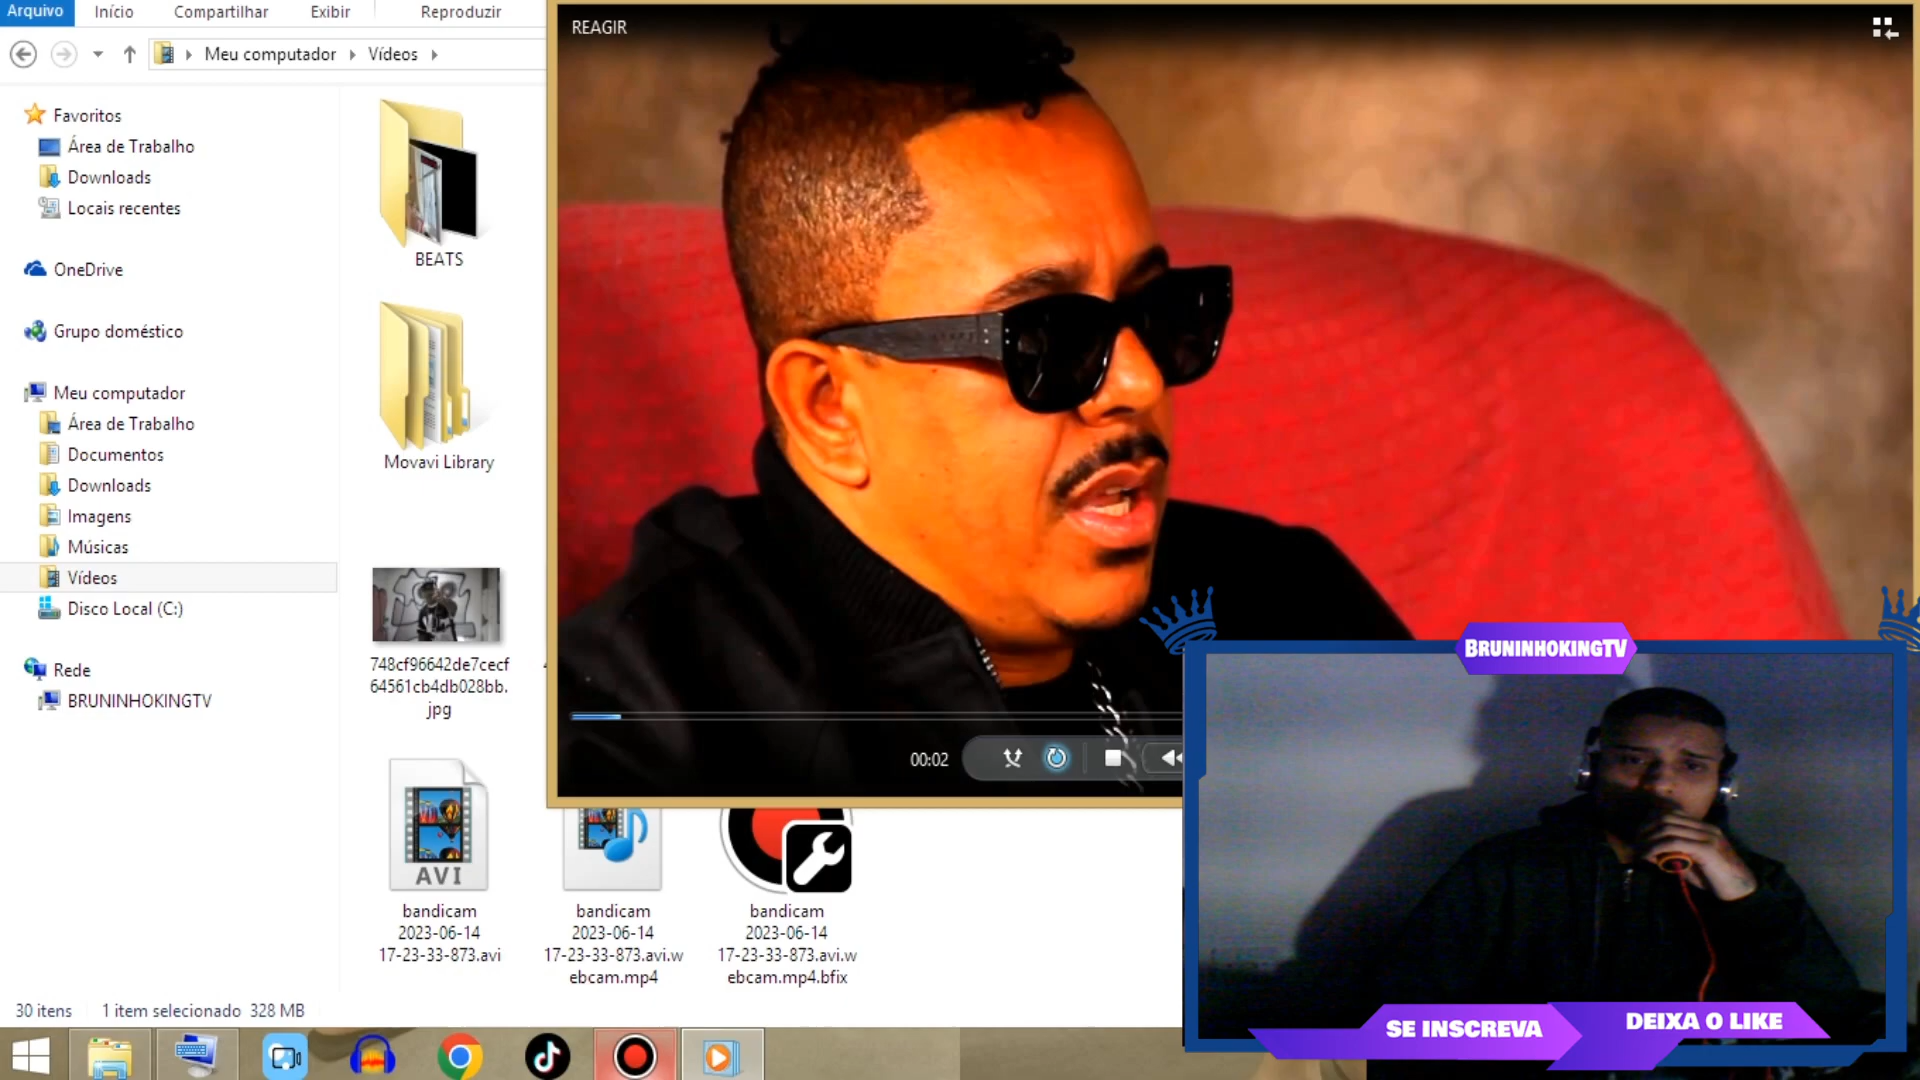 Arquivo
Início
Compartilhar
Exibir
Reproduzir
Meu computador
Vídeos
Favoritos
Área de Trabalho
Downloads
Locais recentes
OneDrive
Grupo doméstico
Meu computador
Área de Trabalho
Documentos
Downloads
Imagens
Músicas
Vídeos
Disco Local (C:)
Rede
BRUNINHOKINGTV
BEATS
Movavi Library
748cf96642de7cecf
64561cb4db028bb.
jpg
AVI
bandicam
2023-06-14
17-23-33-873.avi
bandicam
2023-06-14
17-23-33-873.avi.w
ebcam.mp4
bandicam
2023-06-14
17-23-33-873.avi.w
ebcam.mp4.bfix
30 itens
1 item selecionado 328 MB
REAGIR
00:02
BRUNINHOKINGTV
SE INSCREVA
DEIXA O LIKE